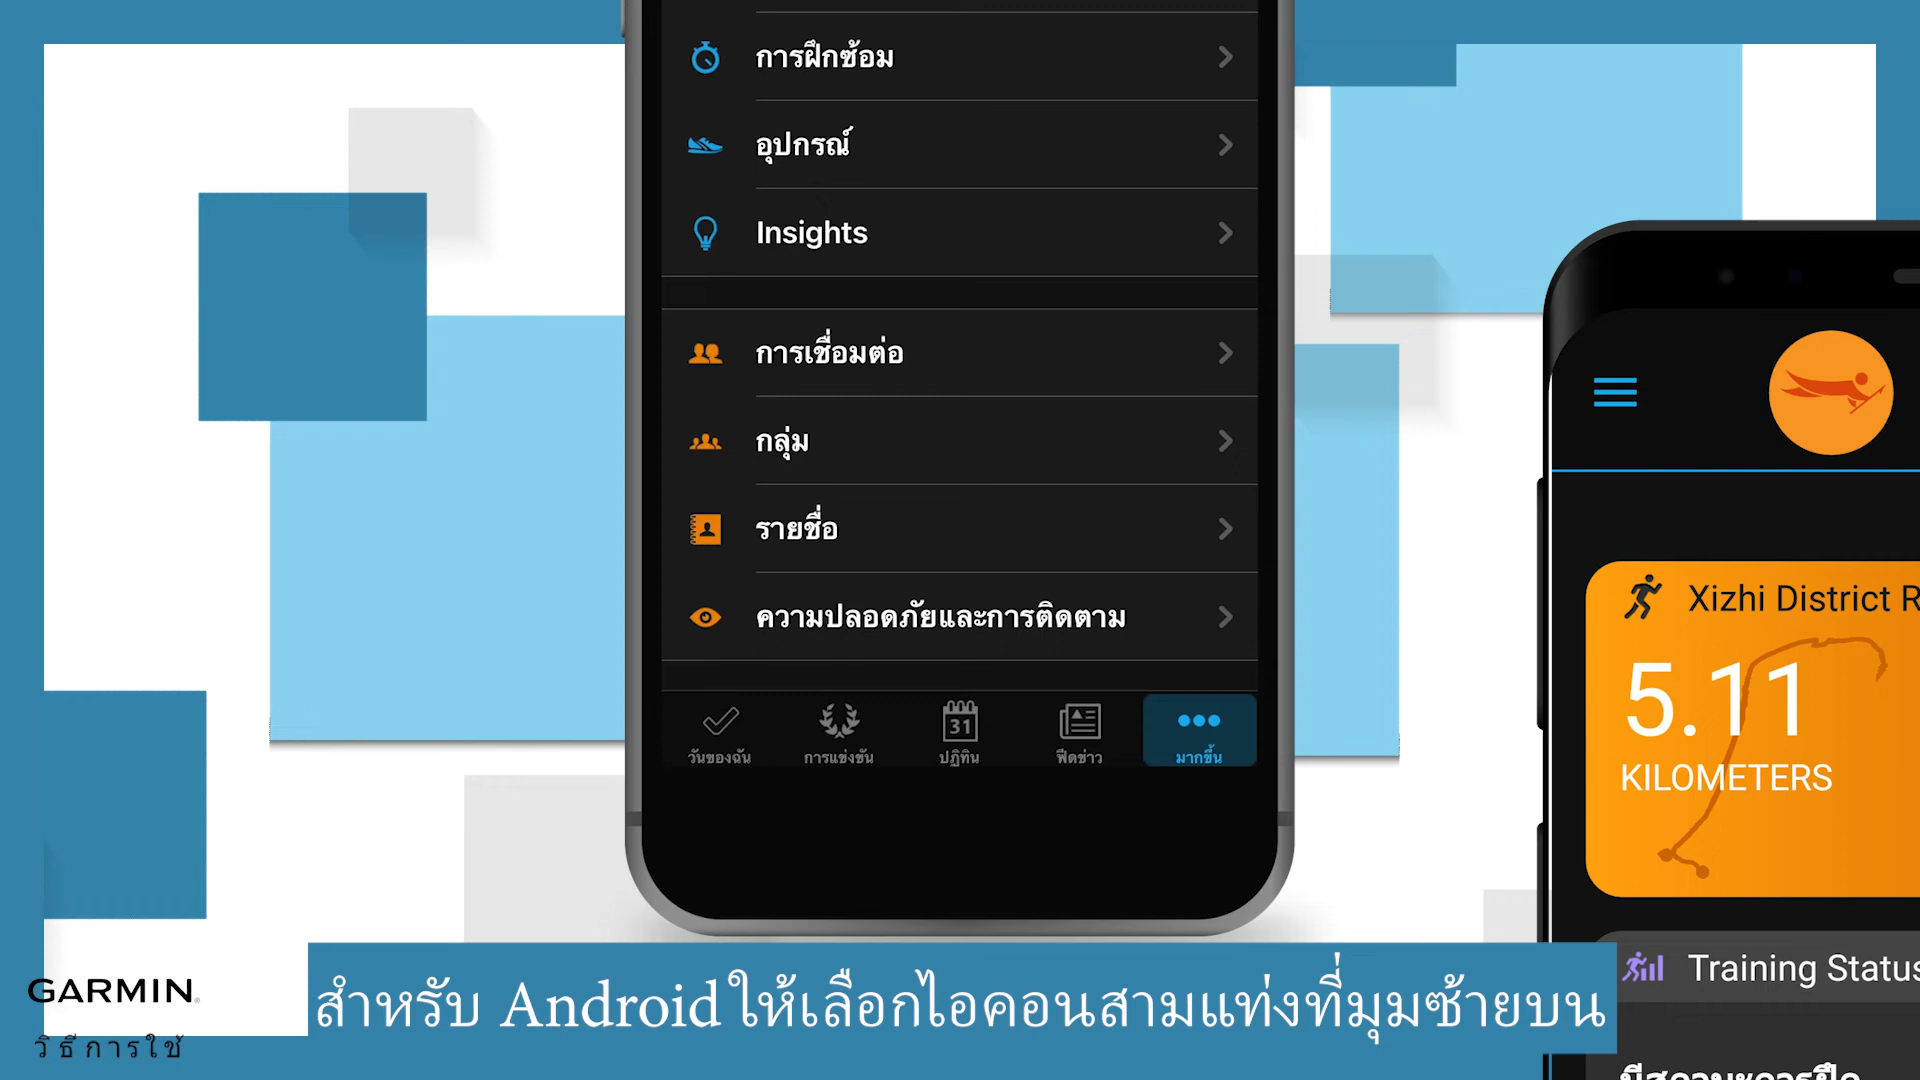 การฝึกซ้อม
อุปกรณ์
Insights
การเชื่อมต่อ
กลุ่ม
รายชื่อ
ความปลอดภัยและการติดตาม
วันของฉัน
การแข่งขัน
31
ปฏิทิน
ฟีดข่าว
มากขึ้น
Xizhi District R
5.11
KILOMETERS
Training Status
สำหรับ Android ให้เลือกไอคอนสามแท่งที่มุมซ้ายบน
GARMIN
วิธีการใช้